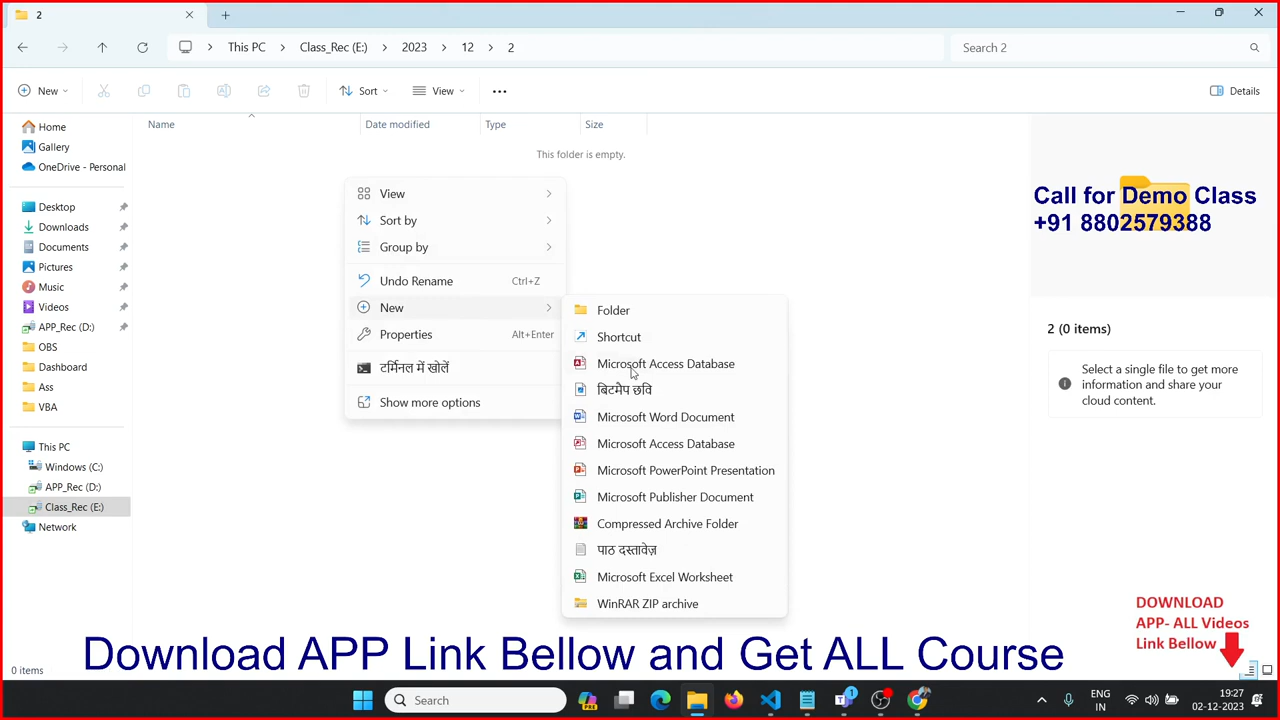 2
This PC > Class_Rec (E:) > 2023 > 12 > 2
Search 2
New
Sort
View
Details
Name
Date modified
Type
Size
This folder is empty.
Home
Gallery
OneDrive - Personal
Desktop
Downloads
Documents
Pictures
Music
Videos
APP_Rec (D:)
OBS
Dashboard
Ass
VBA
This PC
Windows (C:)
APP_Rec (D:)
Class_Rec (E:)
Network
View
Sort by
Group by
Undo Rename Ctrl+Z
New
Properties Alt+Enter
टर्मिनल में खोलें
Show more options
Folder
Shortcut
Microsoft Access Database
बिटमैप छवि
Microsoft Word Document
Microsoft Access Database
Microsoft PowerPoint Presentation
Microsoft Publisher Document
Compressed Archive Folder
पाठ दस्तावेज़
Microsoft Excel Worksheet
WinRAR ZIP archive
Call for Demo Class
+91 8802579388
2 (0 items)
Select a single file to get more
information and share your
cloud content.
DOWNLOAD
APP- ALL Videos
Link Bellow
Download APP Link Bellow and Get ALL Course
0 items
Search
PRE
1
ENG
IN
19:27
02-12-2023